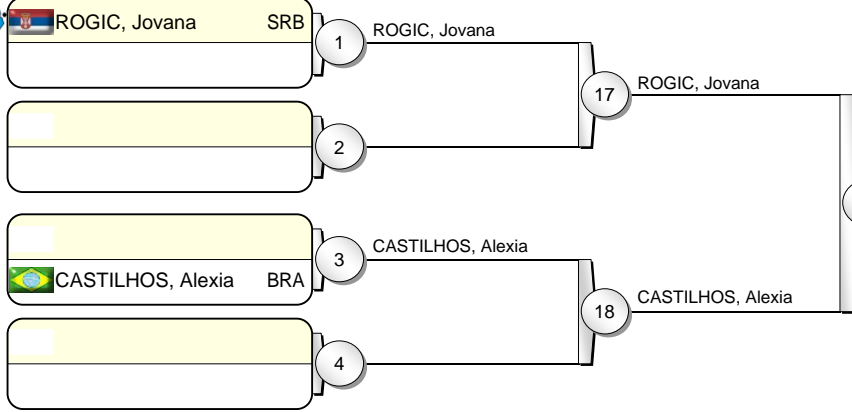 ROGIC, Jovana SRB
1
ROGIC, Jovana
17
ROGIC, Jovana
2
3
CASTILHOS, Alexia
CASTILHOS, Alexia BRA
18
CASTILHOS, Alexia
4